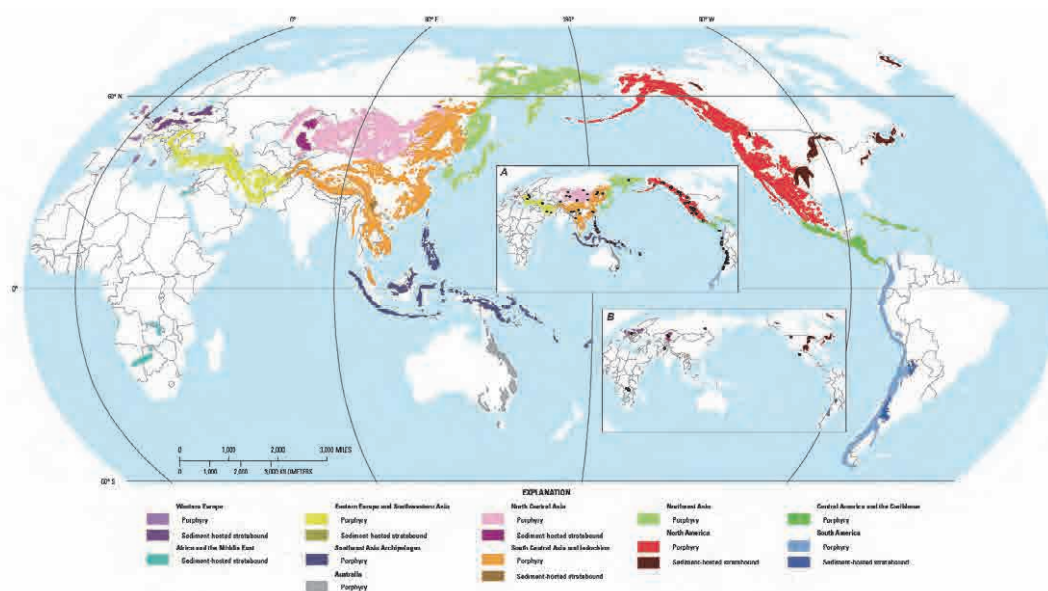 0°
60° N
A
0°
B
0 1,000 2,000 3,000 MILES
0 1,000 2,000 3,000 KILOMETERS
60° S
EXPLANATION
Western Europe
Porphyry
Sediment-hosted stratabound
Africa and the Middle East
Sediment-hosted stratabound
Eastern Europe and Southwestern Asia
Porphyry
Sediment-hosted stratabound
Southeast Asia Archipelagos
Porphyry
Australia
Porphyry
North Central Asia
Porphyry
Sediment-hosted stratabound
South Central Asia and Indochina
Porphyry
Sediment-hosted stratabound
Northeast Asia
Porphyry
North America
Porphyry
Sediment-hosted stratabound
Central America and the Caribbean
Porphyry
South America
Porphyry
Sediment-hosted stratabound